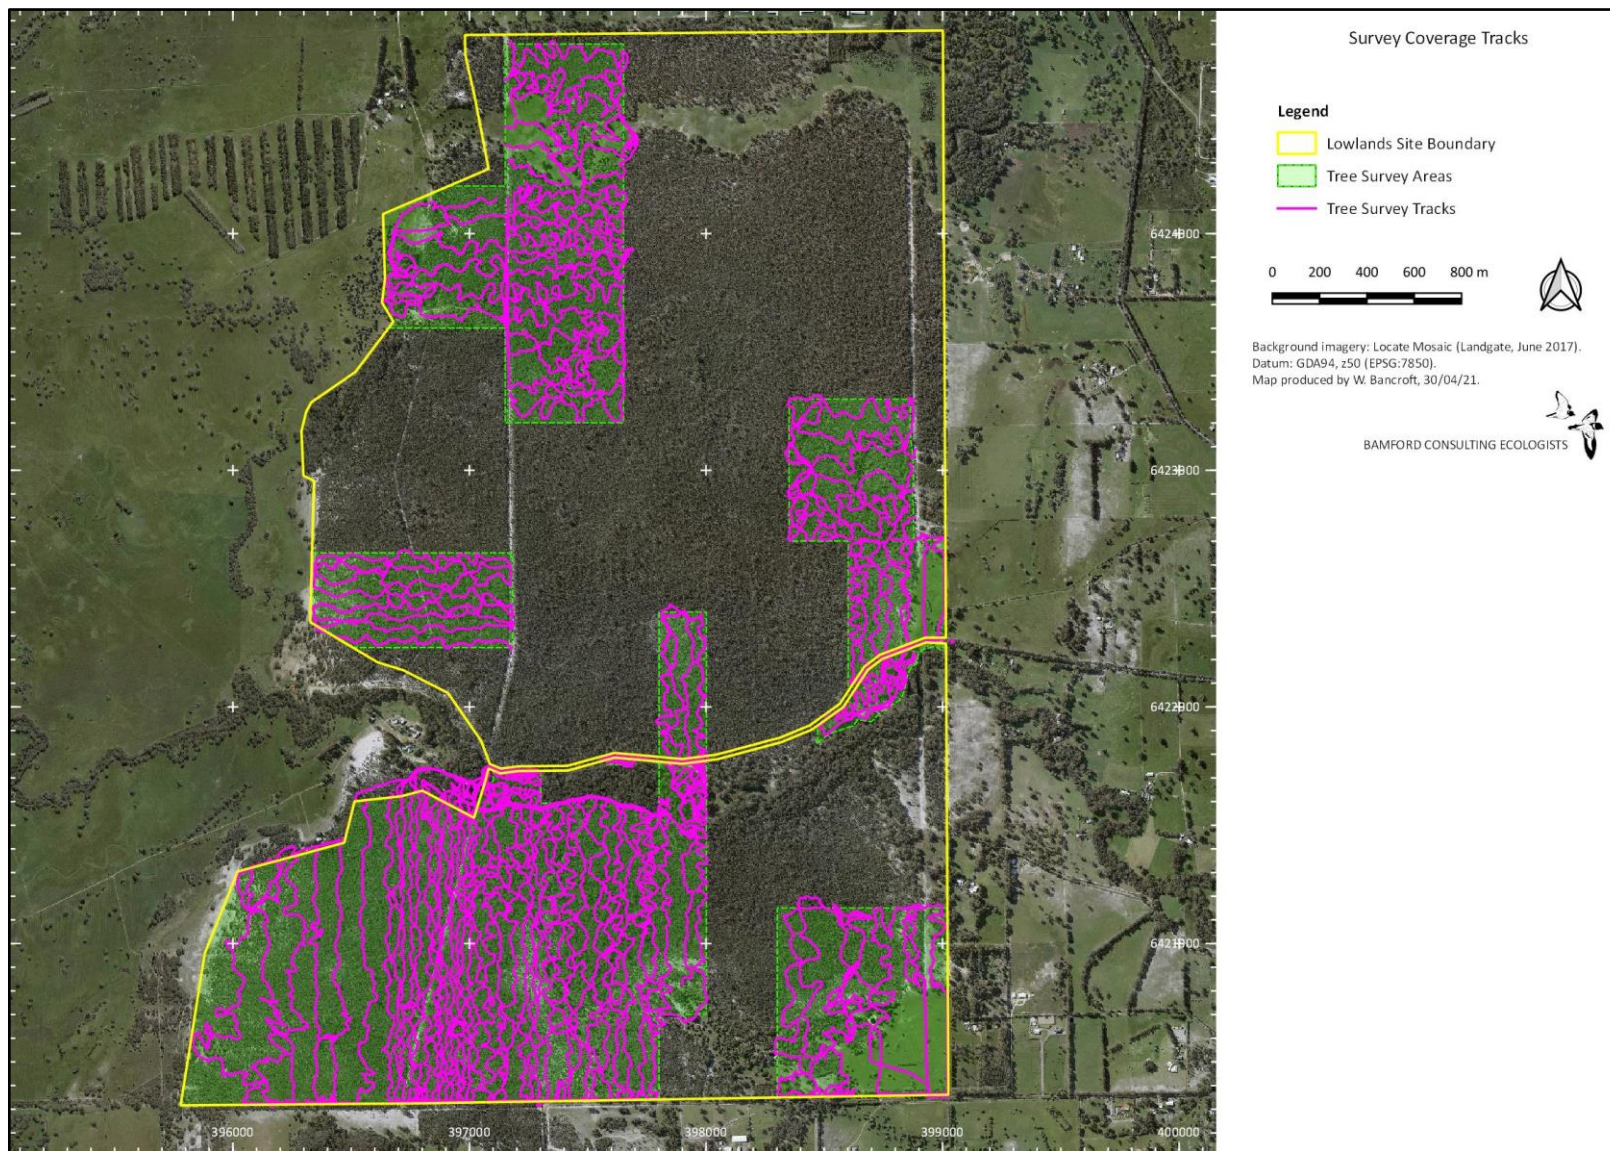 Survey Coverage Tracks
Legend
Lowlands Site Boundary
Tree Survey Areas
Tree Survey Tracks
0 200 400 600 800 m
Background imagery: Locate Mosaic (Landgate, June 2017).
Datum: GDA94, z50 (EPSG:7850).
Map produced by W. Bancroft, 30/04/21.
BAMFORD CONSULTING ECOLOGISTS
6424000
6423000
6422000
6421000
396000 397000 398000 399000 400000